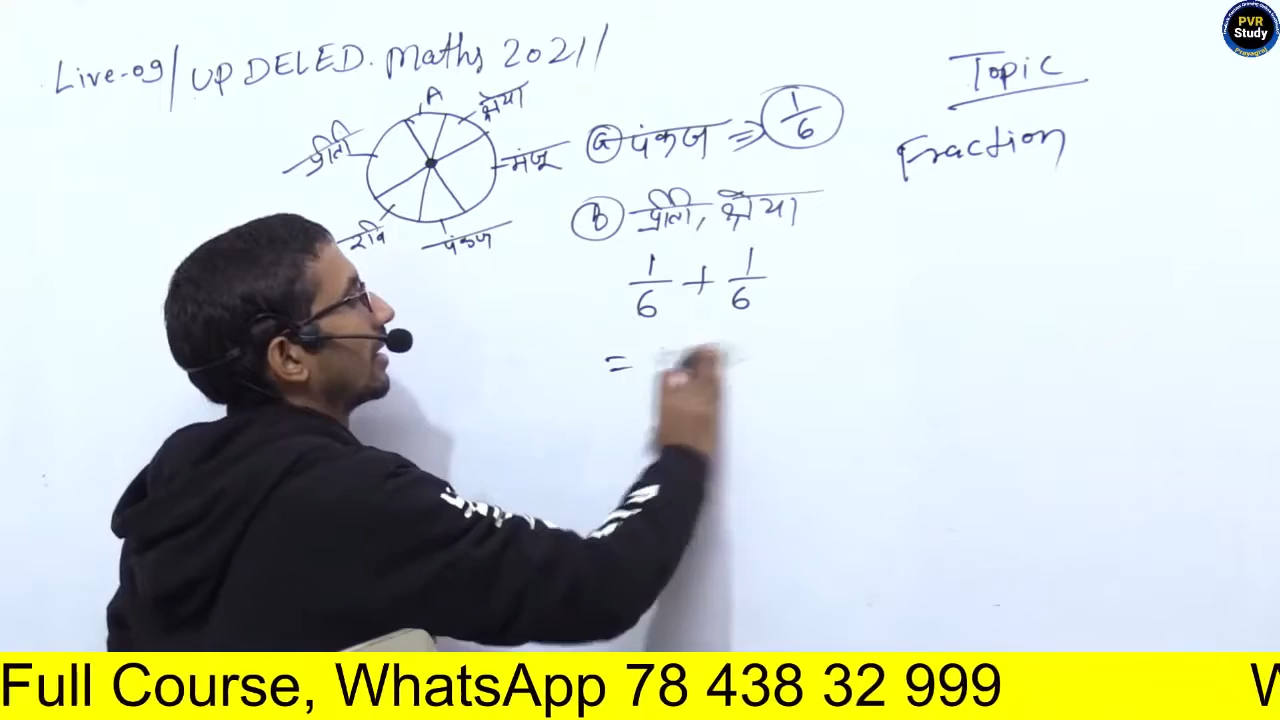 Live-09/ UP DELED. Maths 2021/
Topic
Fraction
A
श्रेया
प्रीती
मंजू
रवि
पंकज
(a) पंकज ⇒ 1/6
(b) प्रीती, श्रेया
1/6 + 1/6
=
PVR
Study
Prayagraj
Full Course, WhatsApp 78 438 32 999
W